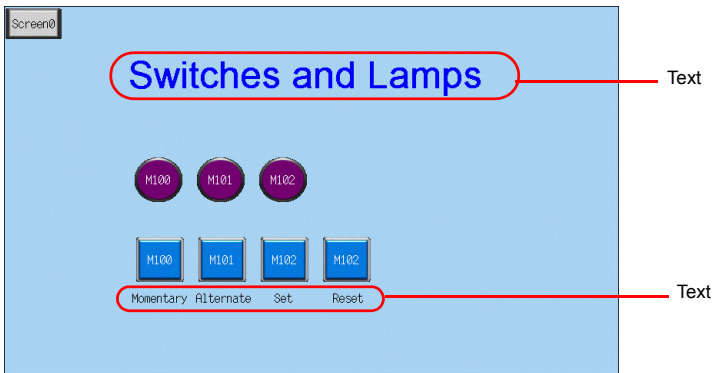 Screen0
Switches and Lamps
Text
M100 M101 M102
M100 M101 M102 M102
Momentary Alternate Set Reset
Text